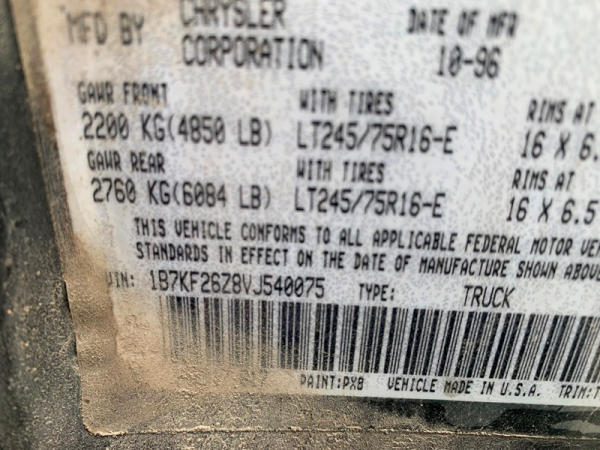 MFD BY CHRYSLER CORPORATION DATE OF MFR 10-96
GAWR FRONT WITH TIRES RIMS AT
2200 KG(4850 LB) LT245/75R16-E 16 X 6.
GAWR REAR WITH TIRES RIMS AT
2760 KG(6084 LB) LT245/75R16-E 16 X 6.5
THIS VEHICLE CONFORMS TO ALL APPLICABLE FEDERAL MOTOR VE
STANDARDS IN EFFECT ON THE DATE OF MANUFACTURE SHOWN ABOV
VIN: 1B7KF26Z8VJ540075 TYPE: TRUCK
PAINT:PX8 VEHICLE MADE IN U.S.A. TRIM:T